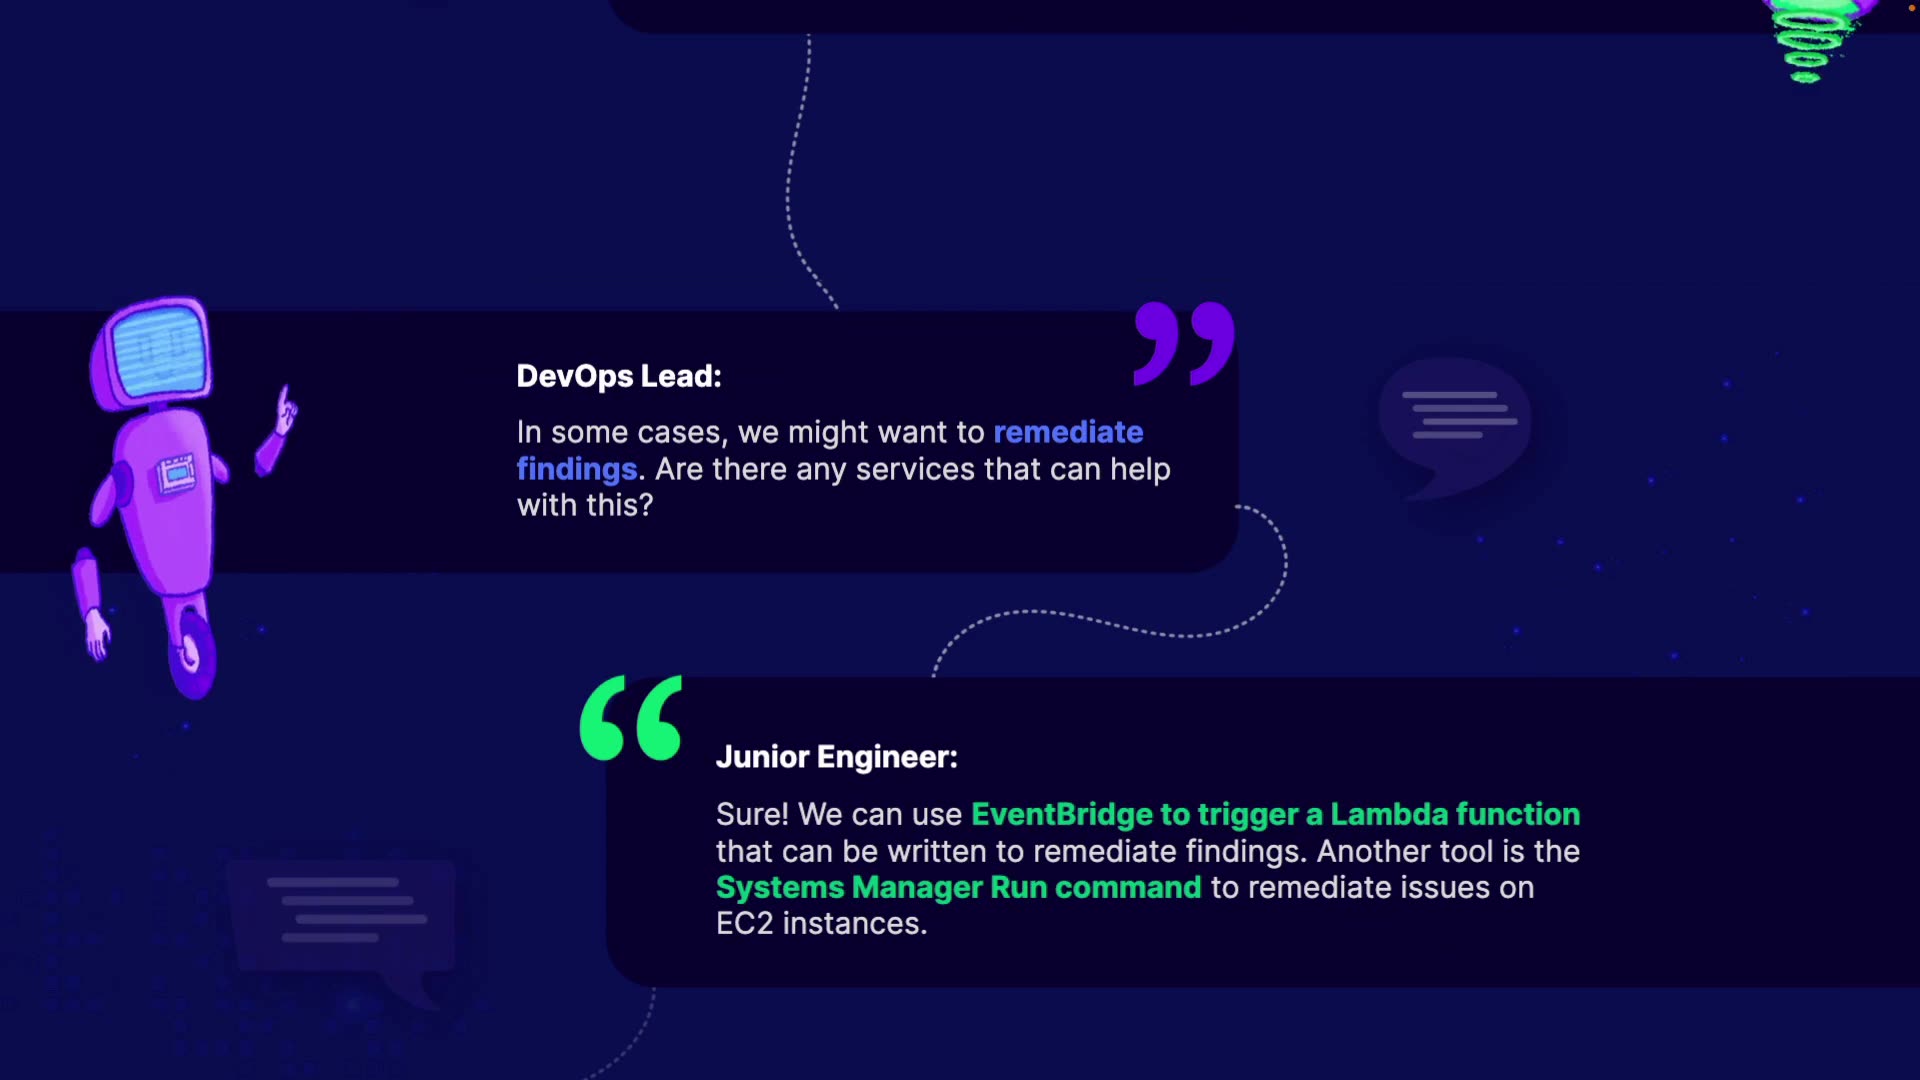 DevOps Lead:
In some cases, we might want to remediate
findings. Are there any services that can help
with this?
Junior Engineer:
Sure! We can use EventBridge to trigger a Lambda function
that can be written to remediate findings. Another tool is the
Systems Manager Run command to remediate issues on
EC2 instances.